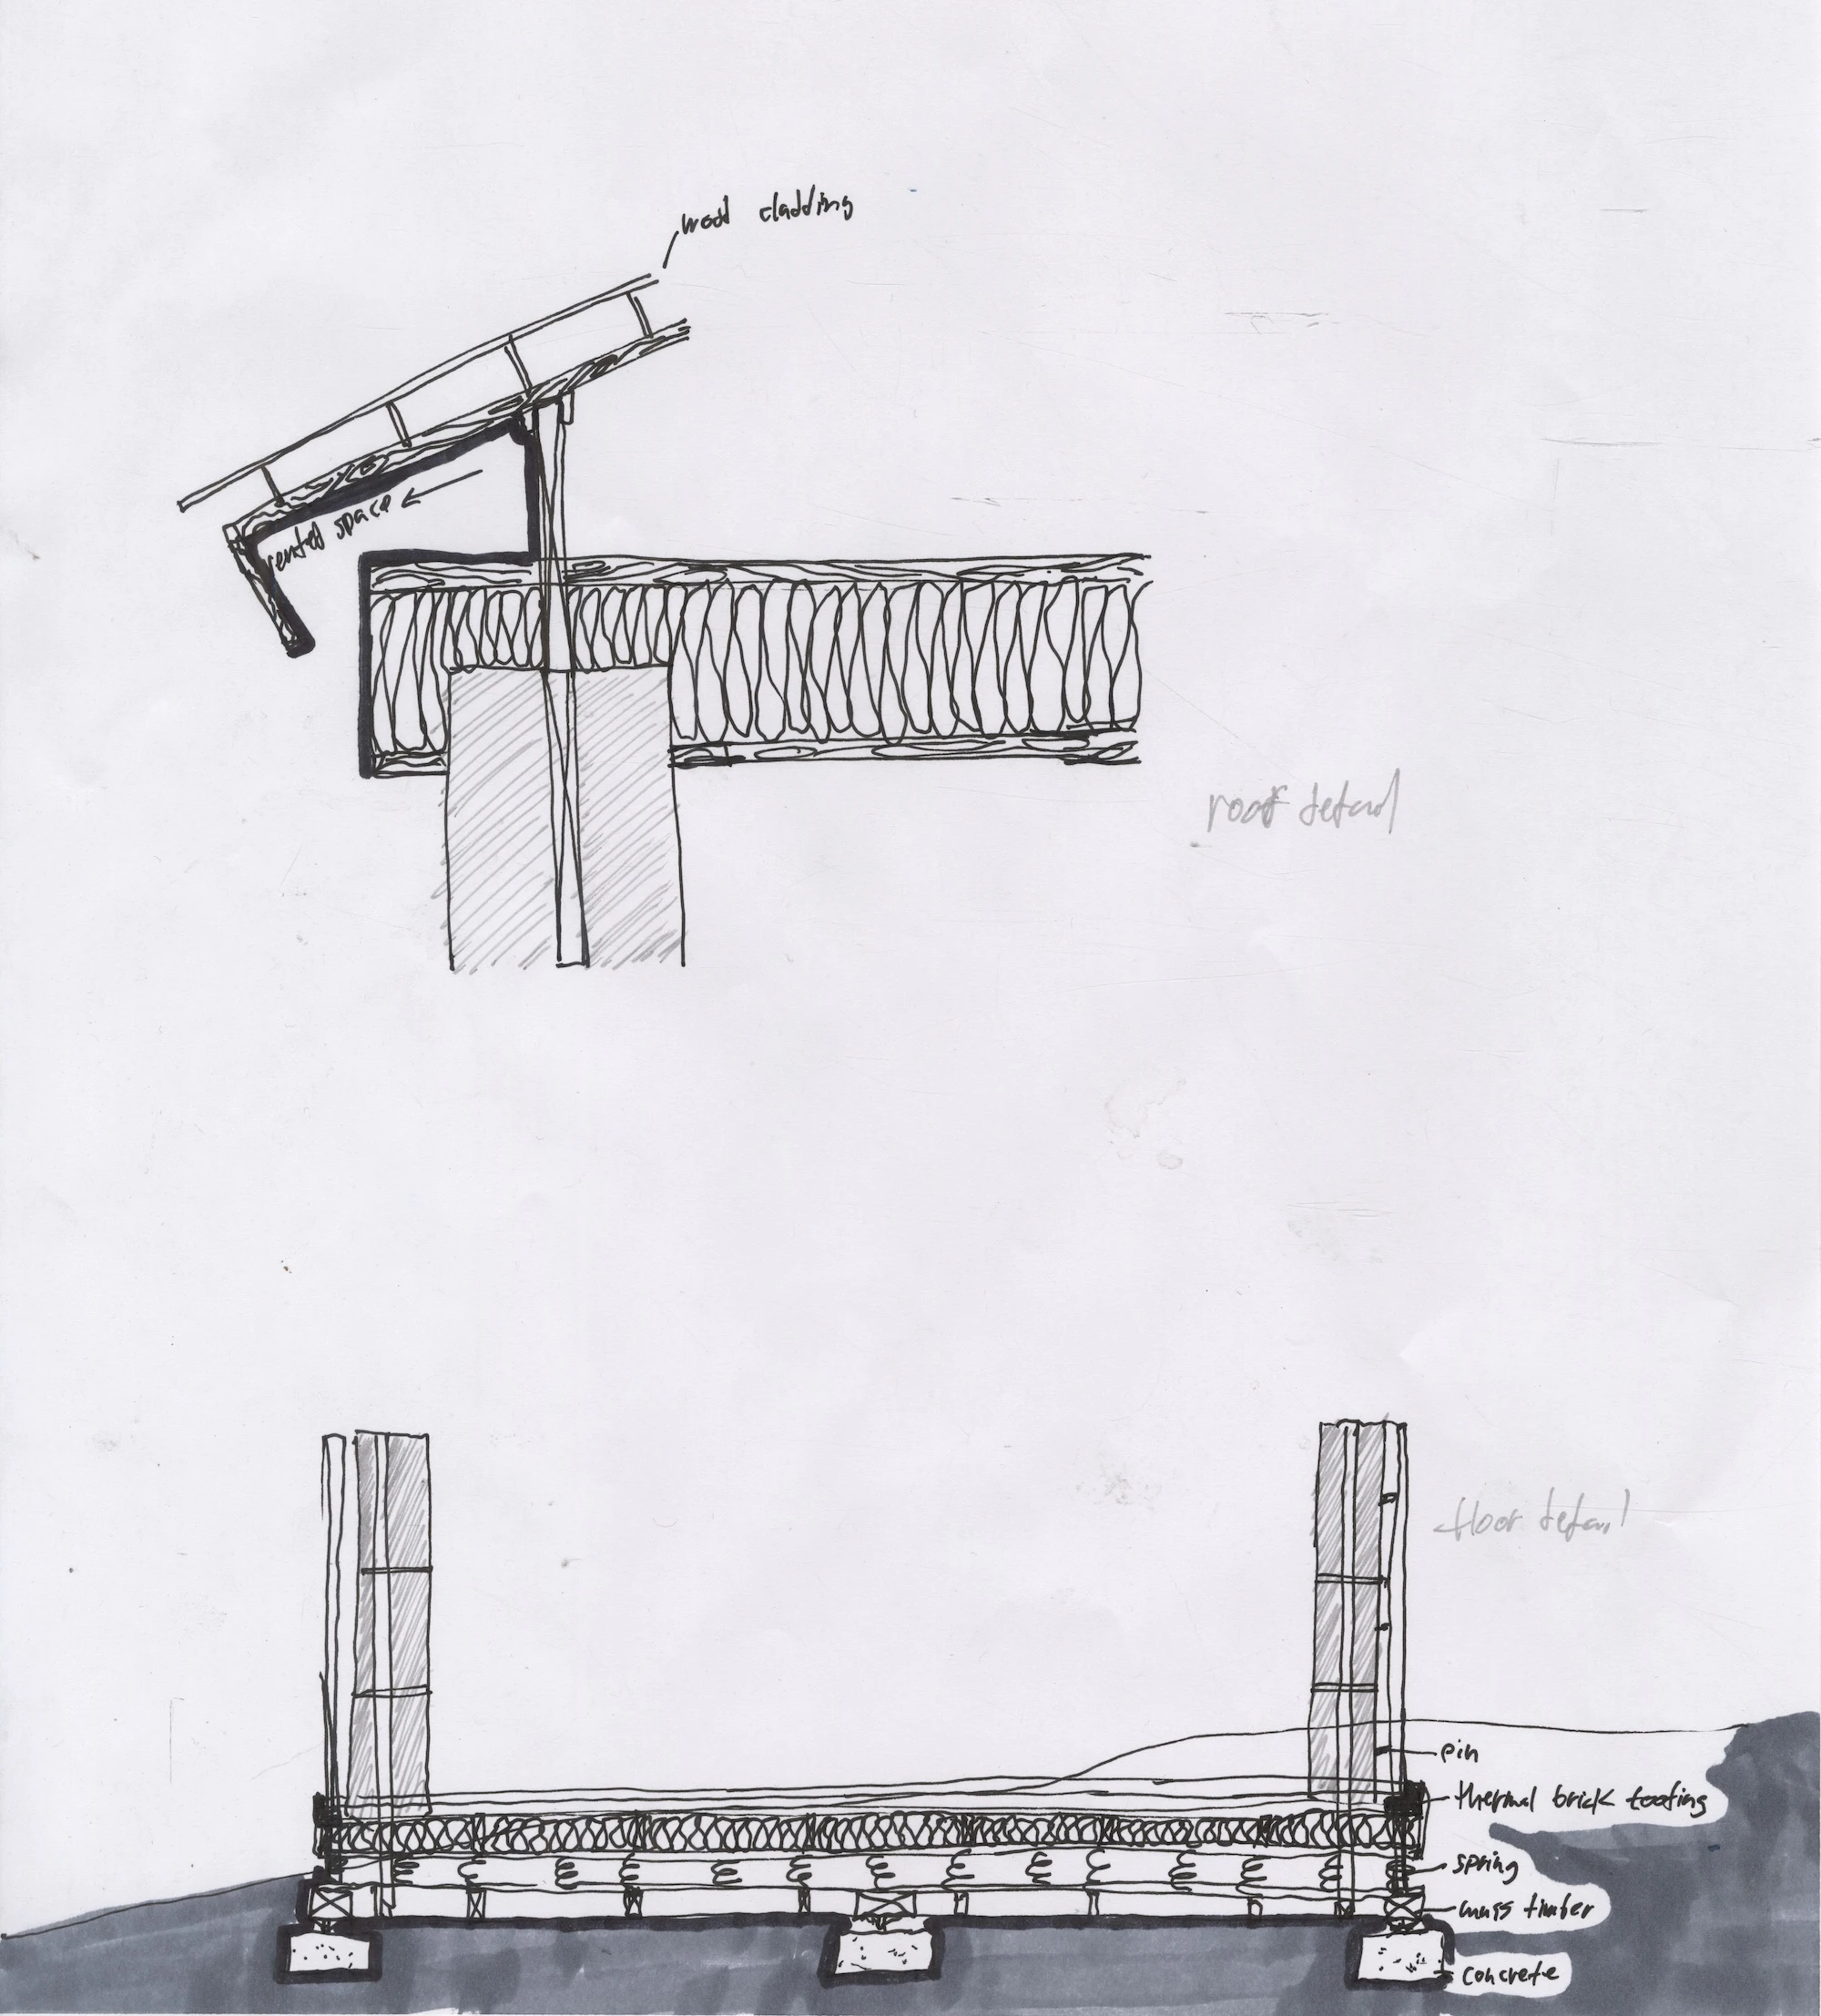 wood cladding
vented space
roof detail
floor detail
pin
thermal brick footing
spring
mass timber
concrete